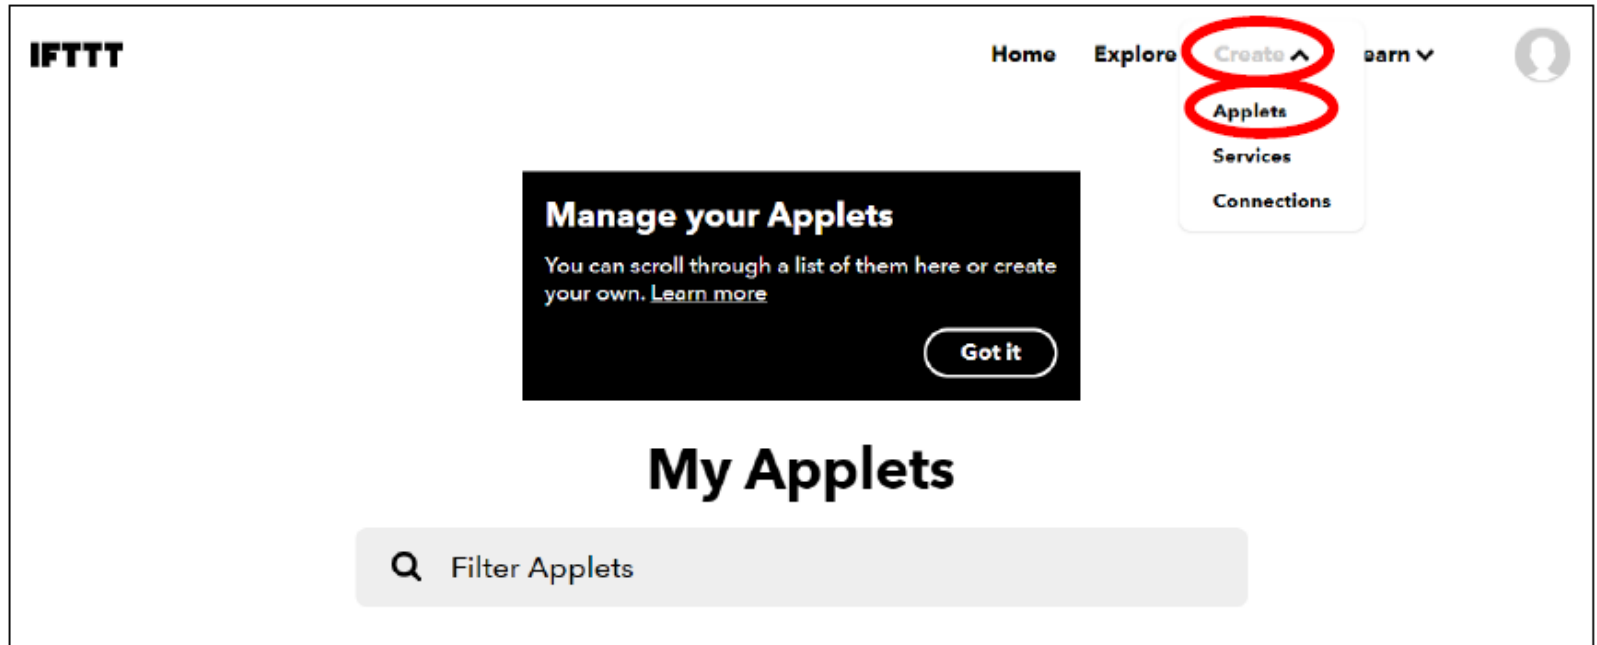 IFTTT
Home Explore Create earn
Applets
Services
Connections
Manage your Applets
You can scroll through a list of them here or create
your own. Learn more
Got it
My Applets
Filter Applets